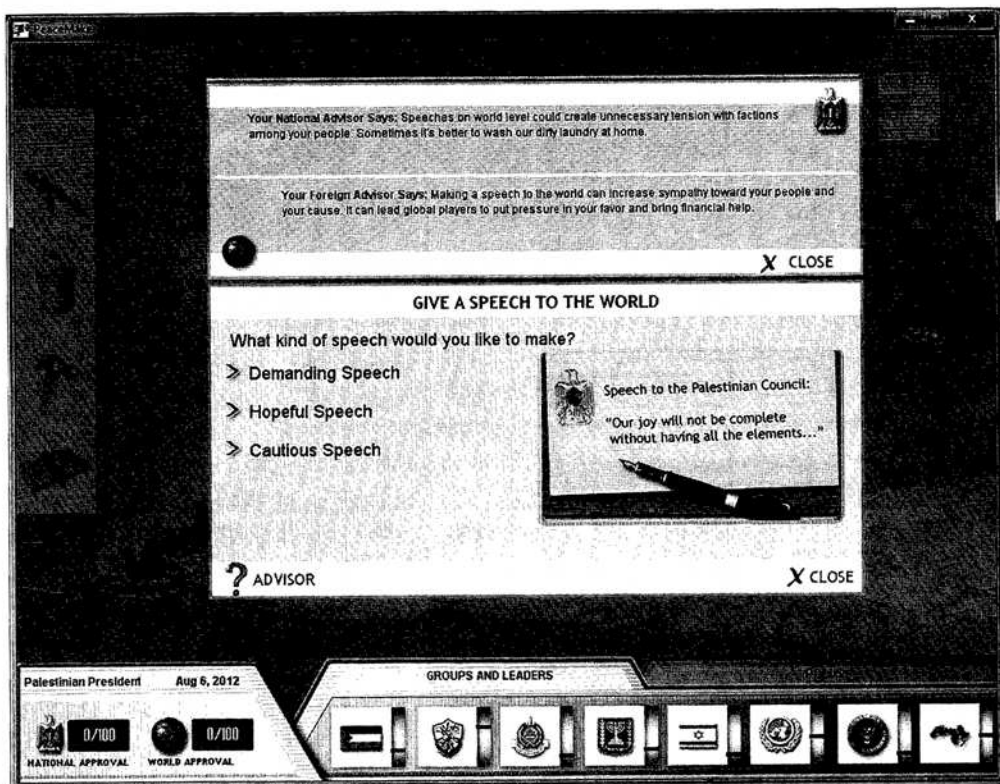 PeaceMaker
Your National Advisor Says: Speeches on world level could create unnecessary tension with factions
among your people. Sometimes it's better to wash our dirty laundry at home.
Your Foreign Advisor Says: Making a speech to the world can increase sympathy toward your people and
your cause. It can lead global players to put pressure in your favor and bring financial help.
X CLOSE
GIVE A SPEECH TO THE WORLD
What kind of speech would you like to make?
Demanding Speech
Hopeful Speech
Cautious Speech
Speech to the Palestinian Council:
"Our joy will not be complete
without having all the elements..."
? ADVISOR
X CLOSE
Palestinian President Aug 6, 2012
GROUPS AND LEADERS
0/100 0/100
NATIONAL APPROVAL WORLD APPROVAL